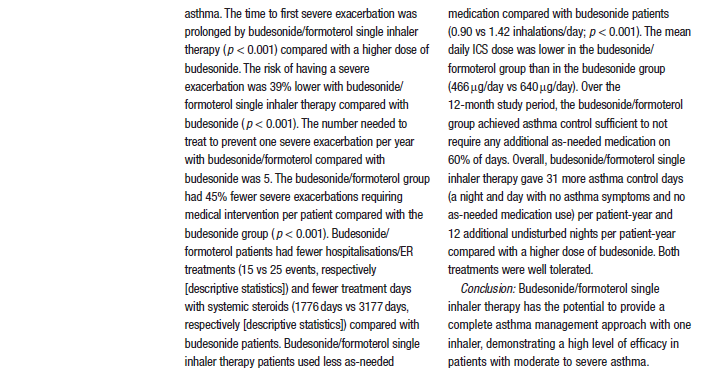 asthma. The time to first severe exacerbation was
prolonged by budesonide/formoterol single inhaler
therapy (p < 0.001) compared with a higher dose of
budesonide. The risk of having a severe
exacerbation was 39% lower with budesonide/
formoterol single inhaler therapy compared with
budesonide (p < 0.001). The number needed to
treat to prevent one severe exacerbation per year
with budesonide/formoterol compared with
budesonide was 5. The budesonide/formoterol group
had 45% fewer severe exacerbations requiring
medical intervention per patient compared with the
budesonide group (p < 0.001). Budesonide/
formoterol patients had fewer hospitalisations/ER
treatments (15 vs 25 events, respectively
[descriptive statistics]) and fewer treatment days
with systemic steroids (1776 days vs 3177 days,
respectively [descriptive statistics]) compared with
budesonide patients. Budesonide/formoterol single
inhaler therapy patients used less as-needed
medication compared with budesonide patients
(0.90 vs 1.42 inhalations/day; p < 0.001). The mean
daily ICS dose was lower in the budesonide/
formoterol group than in the budesonide group
(466 µg/day vs 640 µg/day). Over the
12-month study period, the budesonide/formoterol
group achieved asthma control sufficient to not
require any additional as-needed medication on
60% of days. Overall, budesonide/formoterol single
inhaler therapy gave 31 more asthma control days
(a night and day with no asthma symptoms and no
as-needed medication use) per patient-year and
12 additional undisturbed nights per patient-year
compared with a higher dose of budesonide. Both
treatments were well tolerated.
Conclusion: Budesonide/formoterol single
inhaler therapy has the potential to provide a
complete asthma management approach with one
inhaler, demonstrating a high level of efficacy in
patients with moderate to severe asthma.